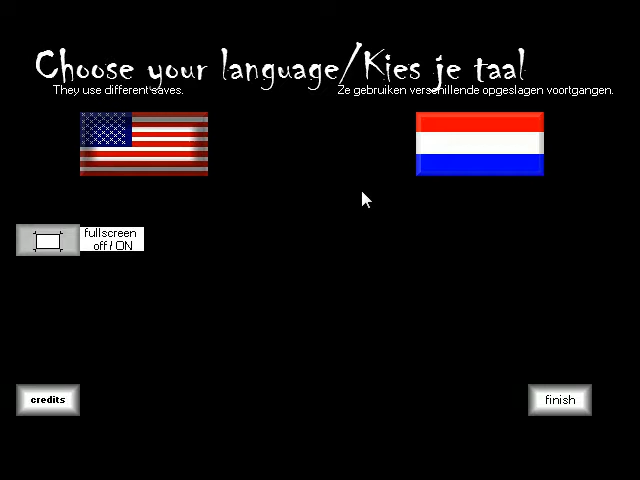 Choose your language/Kies je taal
They use different saves.
Ze gebruiken verschillende opgeslagen voortgangen.
fullscreen
off / ON
credits
finish